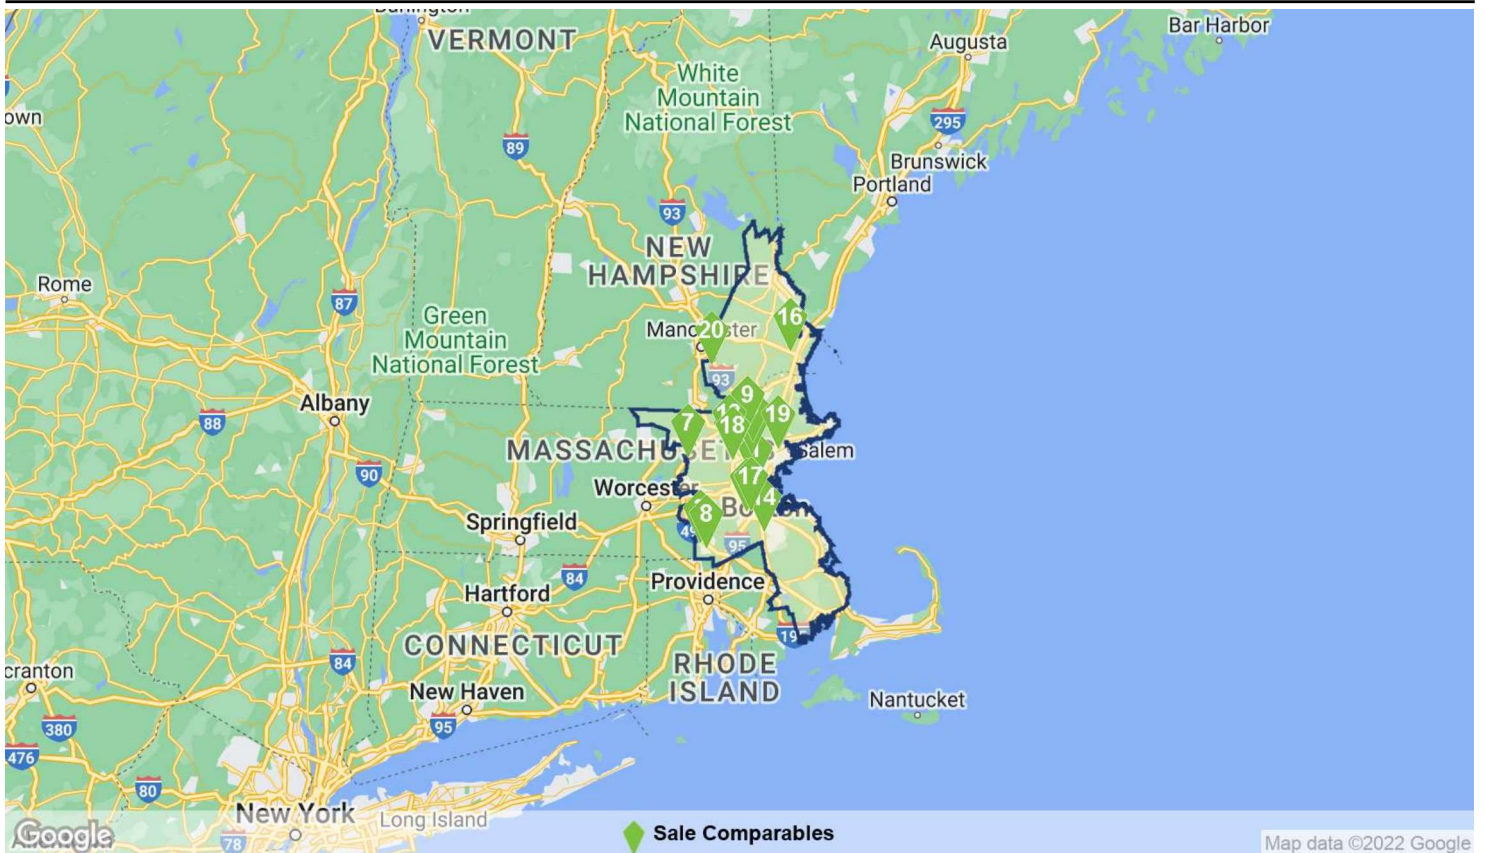 Bar Harbor
VERMONT
Augusta
White
Mountain
National Forest
own
295
89
Brunswick
Portland
93
NEW
HAMPSHIRE
Rome
87
Green
Mountain
National Forest
20
16
93
9
Albany
88
7
18
19
MASSACHUSET
Salem
90
Worcester
17
Springfield
8
95
84
Providence
Hartford
CONNECTICUT
19
84
RHODE
ISLAND
cranton
New Haven
Nantucket
95
380
476
80
New York
Long Island
Google
78
Sale Comparables
Map data ©2022 Google